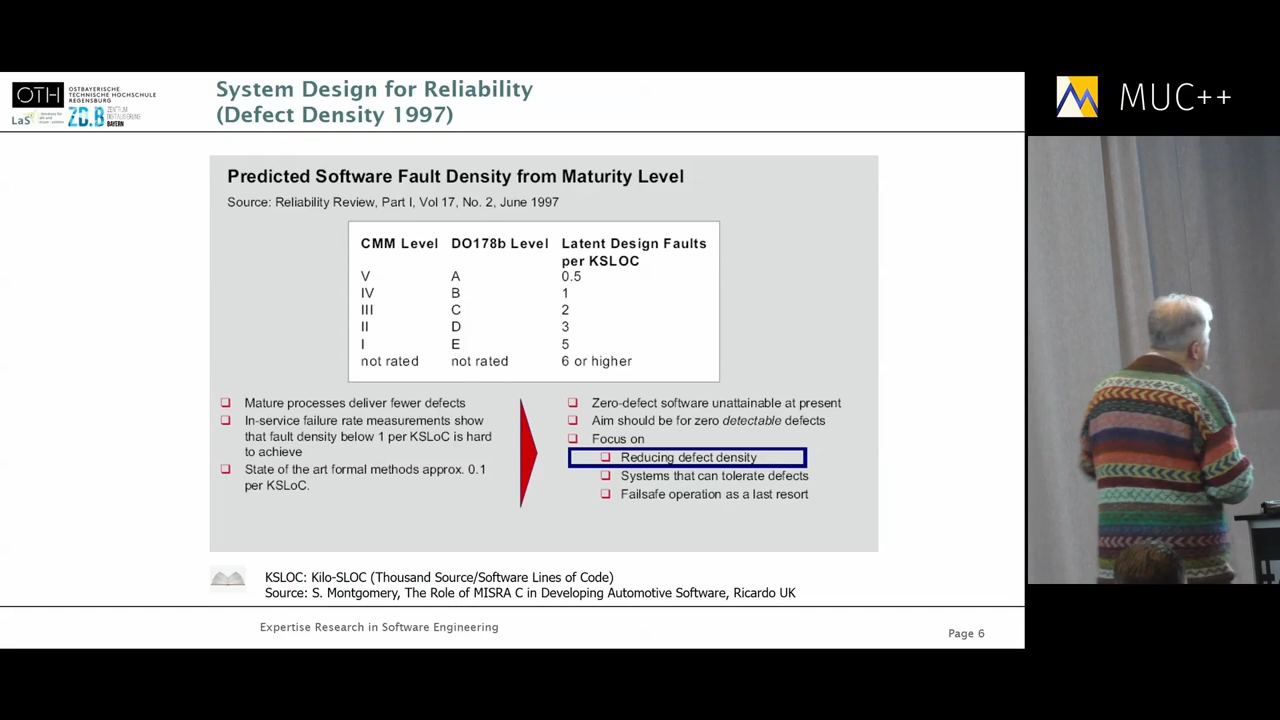 OTH
OSTBAYERISCHE
TECHNISCHE HOCHSCHULE
REGENSBURG
LaS³
ZD.B
ZENTRUM
DIGITALISIERUNG
BAYERN
System Design for Reliability
(Defect Density 1997)
MUC++
Predicted Software Fault Density from Maturity Level
Source: Reliability Review, Part I, Vol 17, No. 2, June 1997
CMM Level DO178b Level Latent Design Faults
per KSLOC
V A 0.5
IV B 1
III C 2
II D 3
I E 5
not rated not rated 6 or higher
Mature processes deliver fewer defects
In-service failure rate measurements show
that fault density below 1 per KSLoC is hard
to achieve
State of the art formal methods approx. 0.1
per KSLoC.
Zero-defect software unattainable at present
Aim should be for zero detectable defects
Focus on
Reducing defect density
Systems that can tolerate defects
Failsafe operation as a last resort
KSLOC: Kilo-SLOC (Thousand Source/Software Lines of Code)
Source: S. Montgomery, The Role of MISRA C in Developing Automotive Software, Ricardo UK
Expertise Research in Software Engineering
Page 6